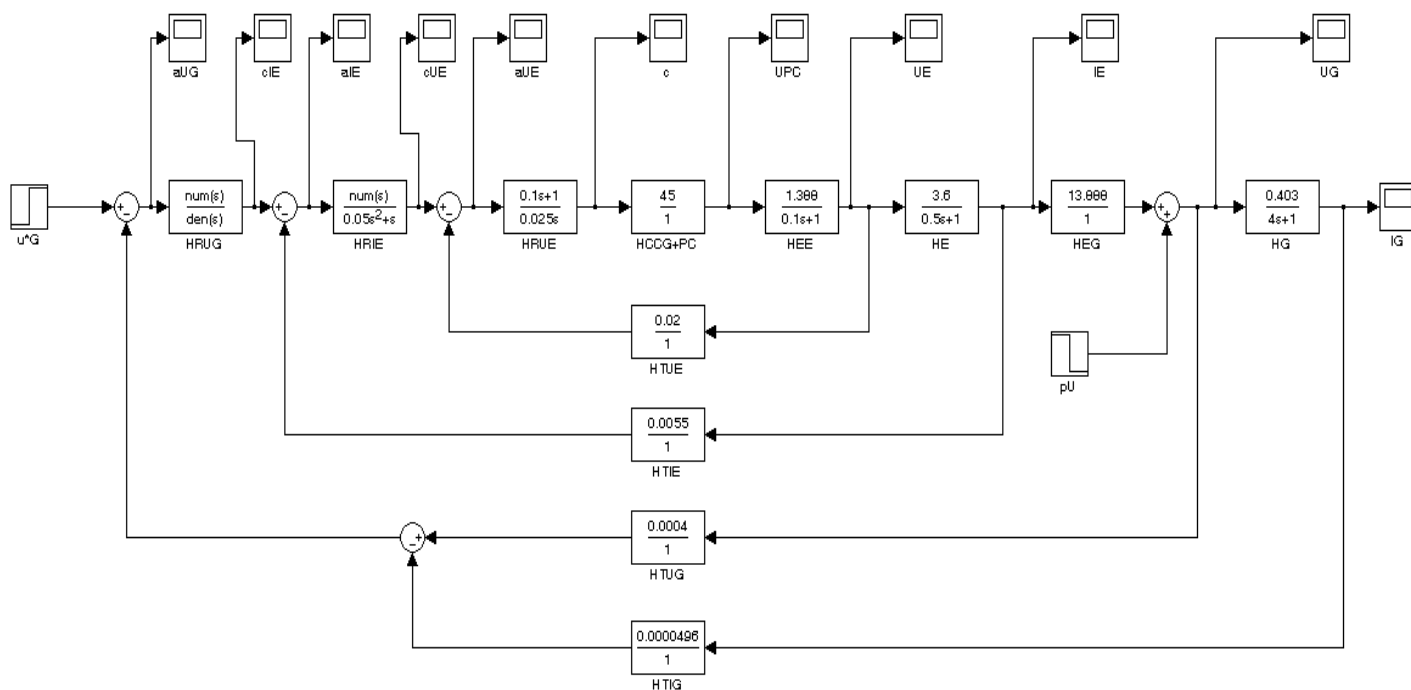 aUG
cIE
aIE
cUE
aUE
c
UPC
UE
IE
UG
u*G
+
-
num(s)
den(s)
HRUG
+
-
num(s)
0.05s²+s
HRIE
+
-
0.1s+1
0.025s
HRUE
45
1
HCCG+PC
1.388
0.1s+1
HEE
3.6
0.5s+1
HE
13.888
1
HEG
+
+
0.403
4s+1
HG
IG
0.02
1
HTUE
pU
0.0055
1
HTIE
-
+
0.0004
1
HTUG
0.0000496
1
HTIG